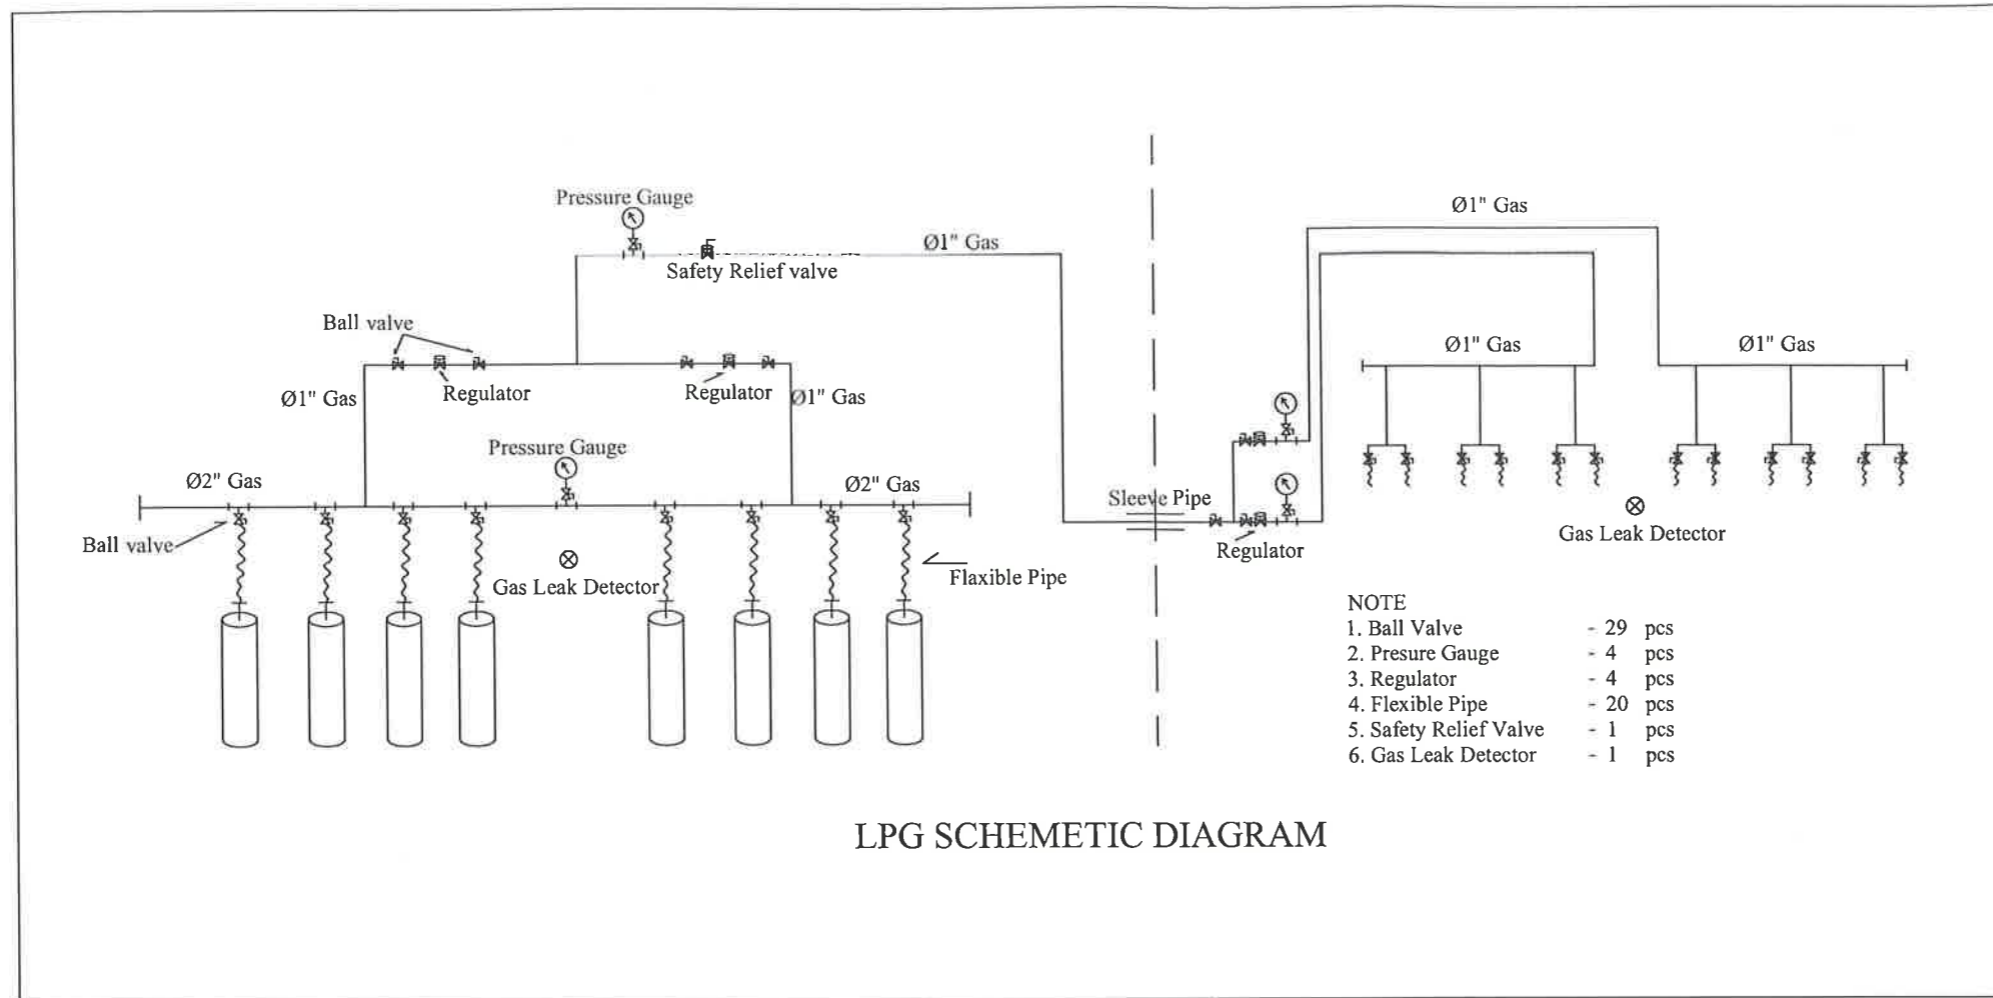 Pressure Gauge
Ø1" Gas
Safety Relief valve
Ball valve
Regulator
Regulator
Ø1" Gas
Ø1" Gas
Pressure Gauge
Ø2" Gas
Ø2" Gas
Ball valve
Gas Leak Detector
Flaxible Pipe
Ø1" Gas
Ø1" Gas
Ø1" Gas
Sleeve Pipe
Regulator
Gas Leak Detector
NOTE
1. Ball Valve - 29 pcs
2. Presure Gauge - 4 pcs
3. Regulator - 4 pcs
4. Flexible Pipe - 20 pcs
5. Safety Relief Valve - 1 pcs
6. Gas Leak Detector - 1 pcs
LPG SCHEMETIC DIAGRAM